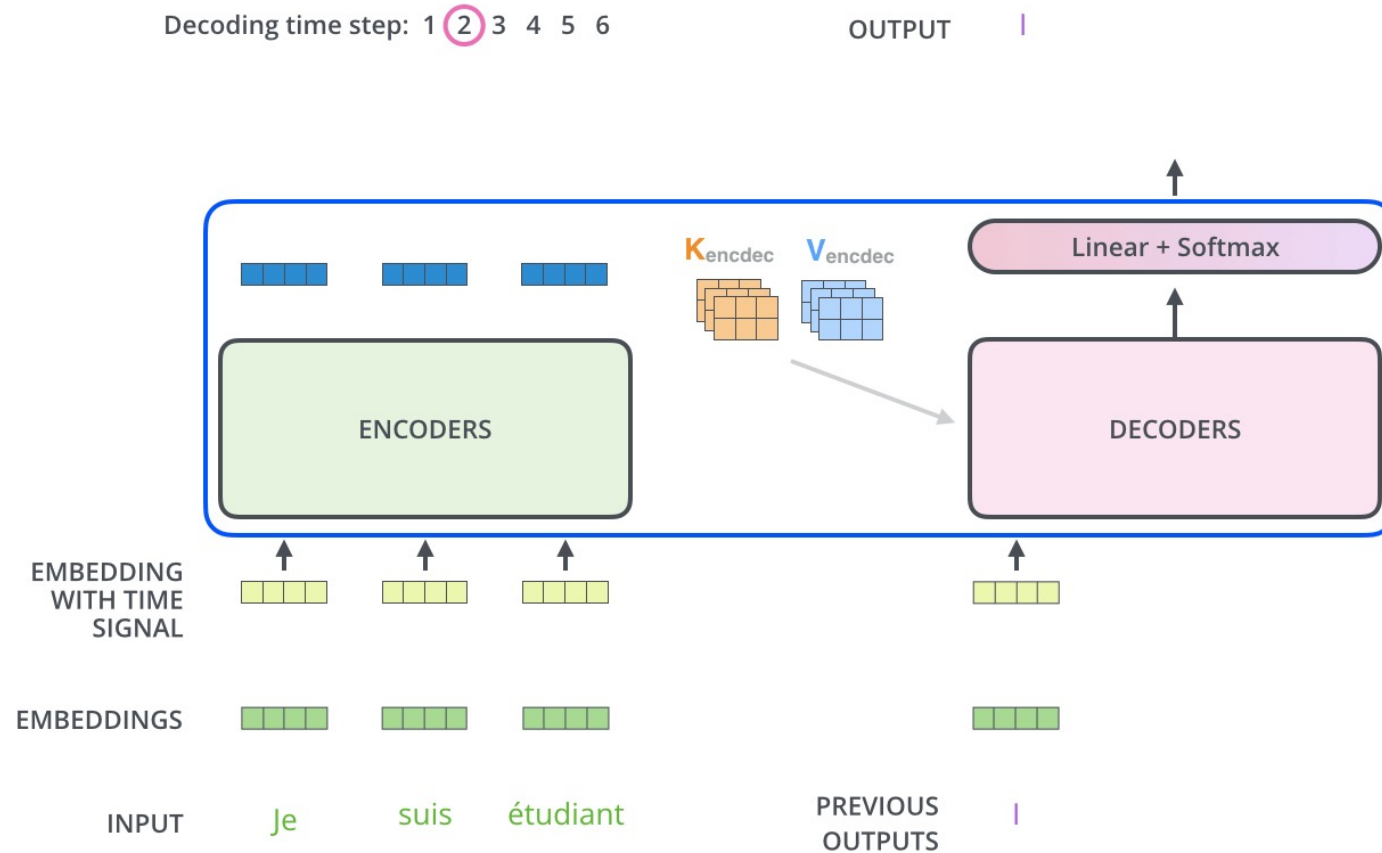 Decoding time step: 1 2 3 4 5 6
OUTPUT I
Kencdec Vencdec
Linear + Softmax
ENCODERS
DECODERS
EMBEDDING
WITH TIME
SIGNAL
EMBEDDINGS
INPUT Je suis étudiant
PREVIOUS
OUTPUTS
I